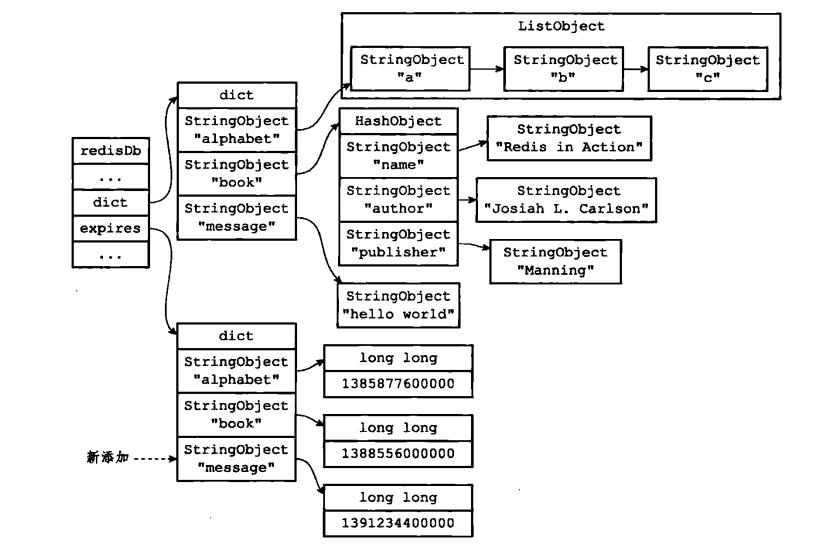 redisDb
...
dict
expires
...
dict
StringObject
"alphabet"
StringObject
"book"
StringObject
"message"
ListObject
StringObject
"a"
StringObject
"b"
StringObject
"c"
HashObject
StringObject
"name"
StringObject
"author"
StringObject
"publisher"
StringObject
"Redis in Action"
StringObject
"Josiah L. Carlson"
StringObject
"Manning"
StringObject
"hello world"
dict
StringObject
"alphabet"
StringObject
"book"
新添加
StringObject
"message"
long long
1385877600000
long long
1388556000000
long long
1391234400000